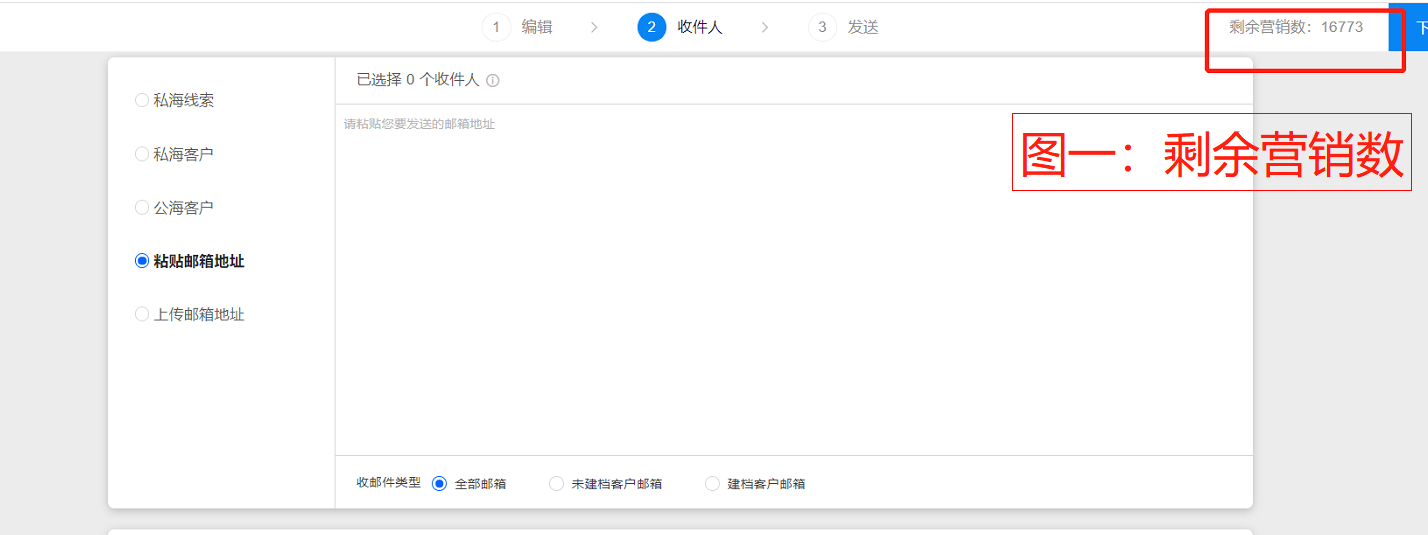 1 编辑 > 2 收件人 > 3 发送 剩余营销数：16773 下
已选择 0 个收件人
私海线索
请粘贴您要发送的邮箱地址
图一：剩余营销数
私海客户
公海客户
粘贴邮箱地址
上传邮箱地址
收邮件类型 全部邮箱 未建档客户邮箱 建档客户邮箱